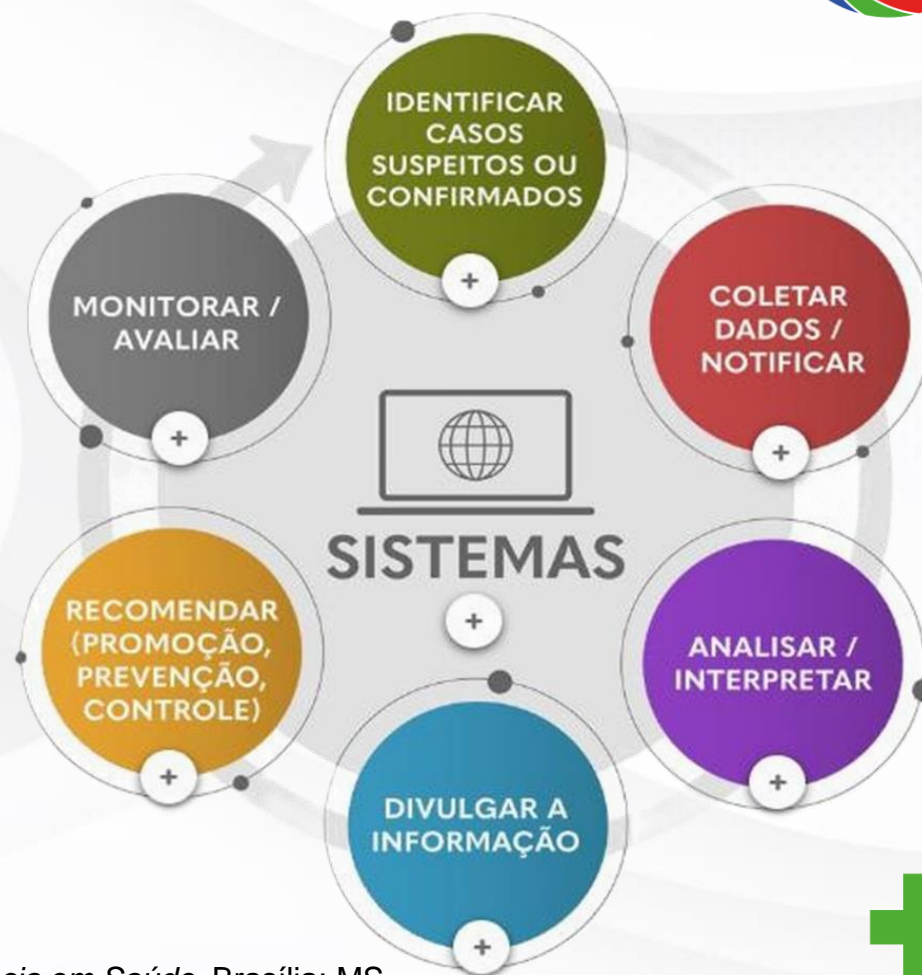 IDENTIFICAR
CASOS
SUSPEITOS OU
CONFIRMADOS
COLETAR
DADOS /
NOTIFICAR
ANALISAR /
INTERPRETAR
DIVULGAR A
INFORMAÇÃO
RECOMENDAR
(PROMOÇÃO,
PREVENÇÃO,
CONTROLE)
MONITORAR /
AVALIAR
SISTEMAS
em Saúde. Brasília: MS